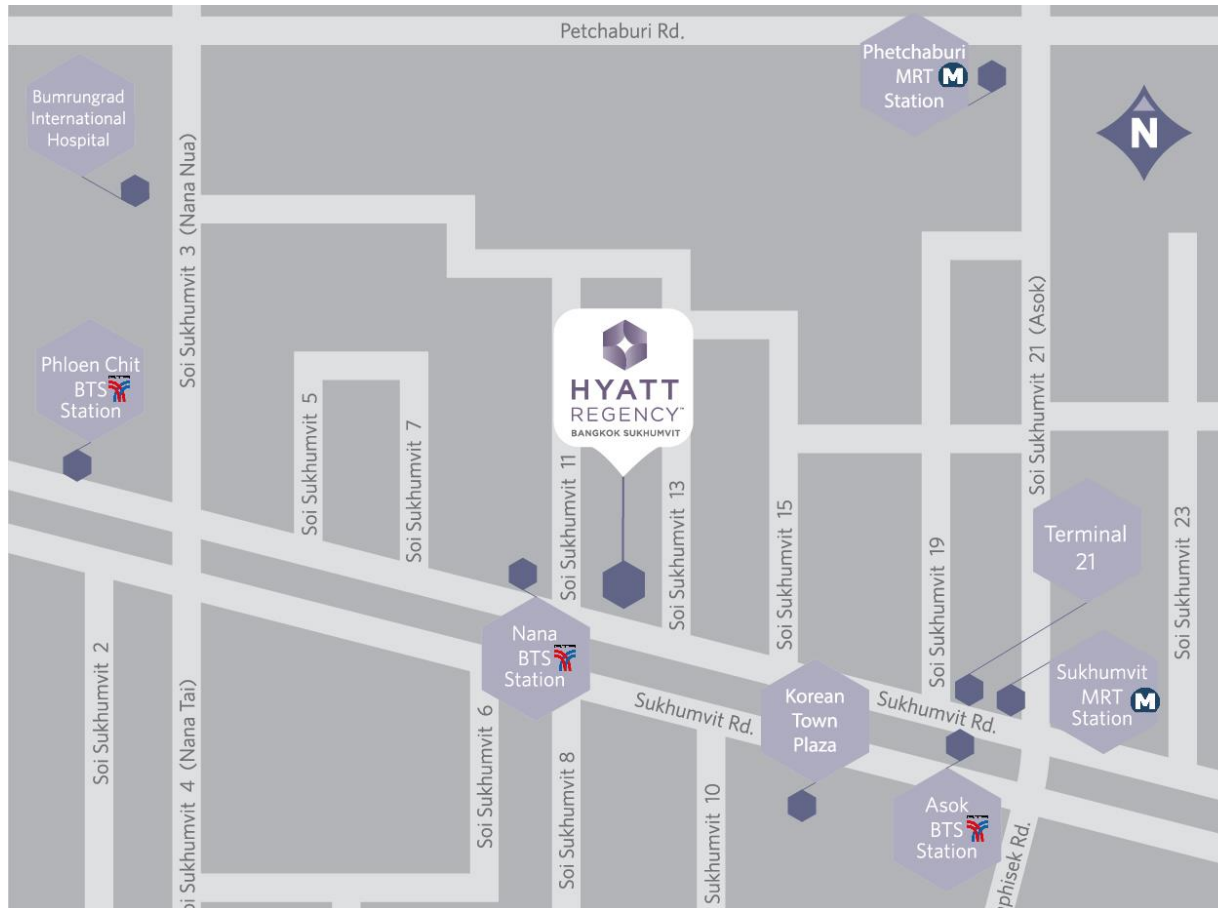 Petchaburi Rd.
Phetchaburi
MRT M
Station
Bumrungrad
International
Hospital
N
Soi Sukhumvit 3 (Nana Nua)
Phloen Chit
BTS
Station
HYATT
REGENCY™
BANGKOK SUKHUMVIT
Soi Sukhumvit 5
Soi Sukhumvit 7
Soi Sukhumvit 11
Soi Sukhumvit 13
Soi Sukhumvit 15
Soi Sukhumvit 19
Soi Sukhumvit 21 (Asok)
Soi Sukhumvit 23
Terminal
21
Nana
BTS
Station
Sukhumvit
MRT M
Station
Korean
Town
Plaza
Sukhumvit Rd.
Sukhumvit Rd.
Asok
BTS
Station
Soi Sukhumvit 2
oi Sukhumvit 4 (Nana Tai)
Soi Sukhumvit 6
Soi Sukhumvit 8
Sukhumvit 10
aphisek Rd.